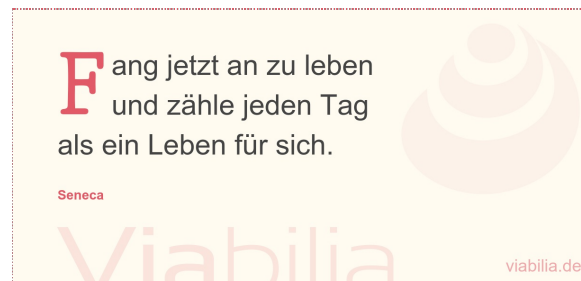 Fang jetzt an zu leben
und zähle jeden Tag
als ein Leben für sich.
Seneca
Viabilia
viabilia.de